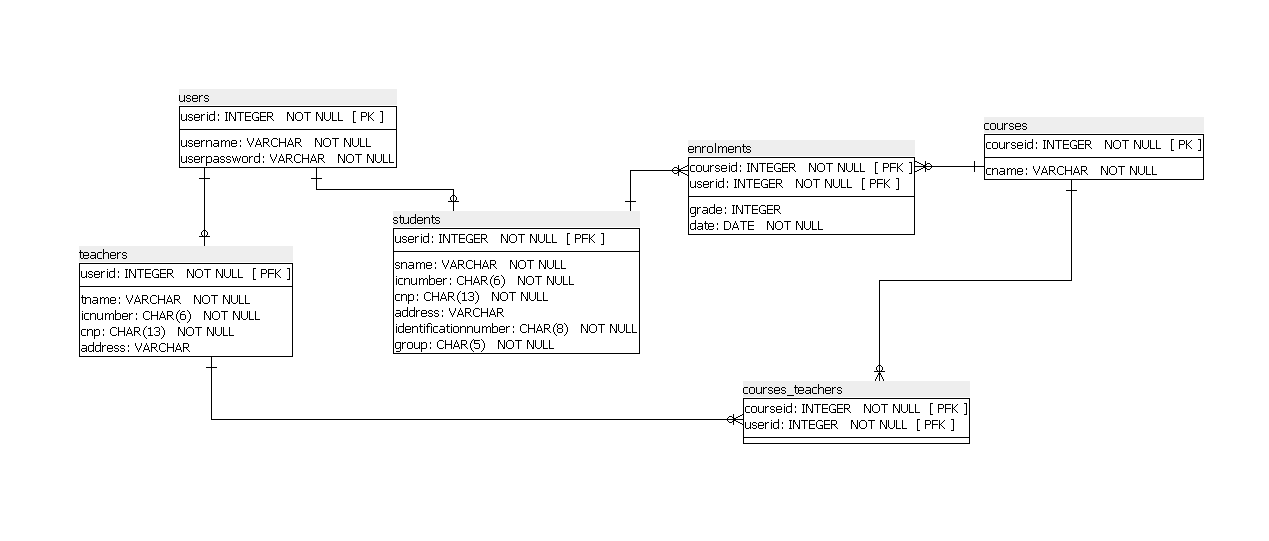 users
userid: INTEGER NOT NULL [ PK ]
username: VARCHAR NOT NULL
userpassword: VARCHAR NOT NULL
teachers
userid: INTEGER NOT NULL [ PFK ]
tname: VARCHAR NOT NULL
icnumber: CHAR(6) NOT NULL
cnp: CHAR(13) NOT NULL
address: VARCHAR
students
userid: INTEGER NOT NULL [ PFK ]
sname: VARCHAR NOT NULL
icnumber: CHAR(6) NOT NULL
cnp: CHAR(13) NOT NULL
address: VARCHAR
identificationnumber: CHAR(8) NOT NULL
group: CHAR(5) NOT NULL
enrolments
courseid: INTEGER NOT NULL [ PFK ]
userid: INTEGER NOT NULL [ PFK ]
grade: INTEGER
date: DATE NOT NULL
courses
courseid: INTEGER NOT NULL [ PK ]
cname: VARCHAR NOT NULL
courses_teachers
courseid: INTEGER NOT NULL [ PFK ]
userid: INTEGER NOT NULL [ PFK ]